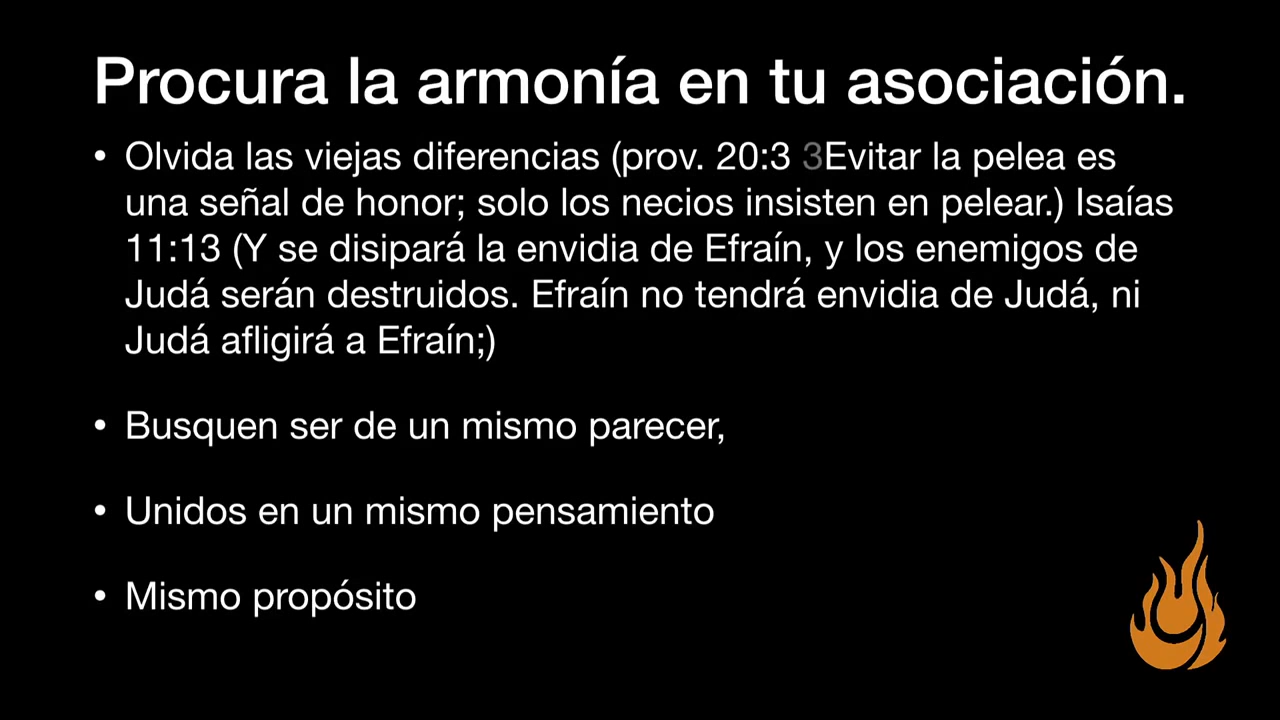 Procura la armonía en tu asociación.
• Olvida las viejas diferencias (prov. 20:3 3Evitar la pelea es
una señal de honor; solo los necios insisten en pelear.) Isaías
11:13 (Y se disipará la envidia de Efraín, y los enemigos de
Judá serán destruidos. Efraín no tendrá envidia de Judá, ni
Judá afligirá a Efraín;)
• Busquen ser de un mismo parecer,
• Unidos en un mismo pensamiento
• Mismo propósito